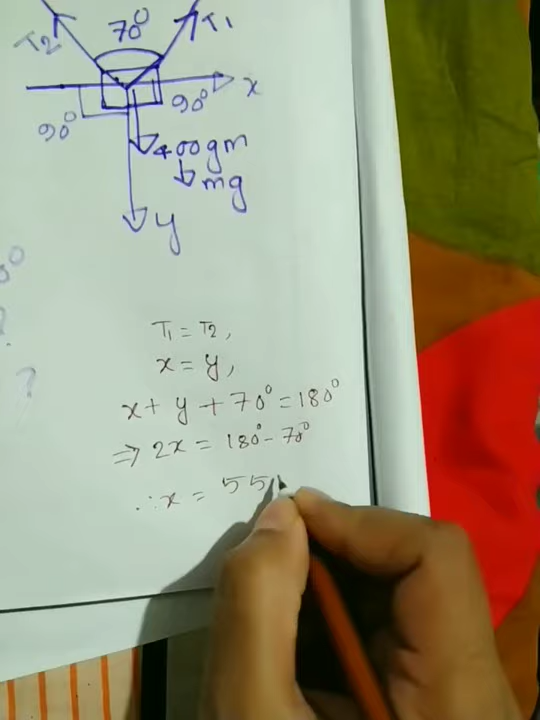 70°
T2
T1
x
90°
90°
400gm
mg
y
T1 = T2,
x = y,
x + y + 70° = 180°
⇒ 2x = 180° - 70°
∴ x = 55